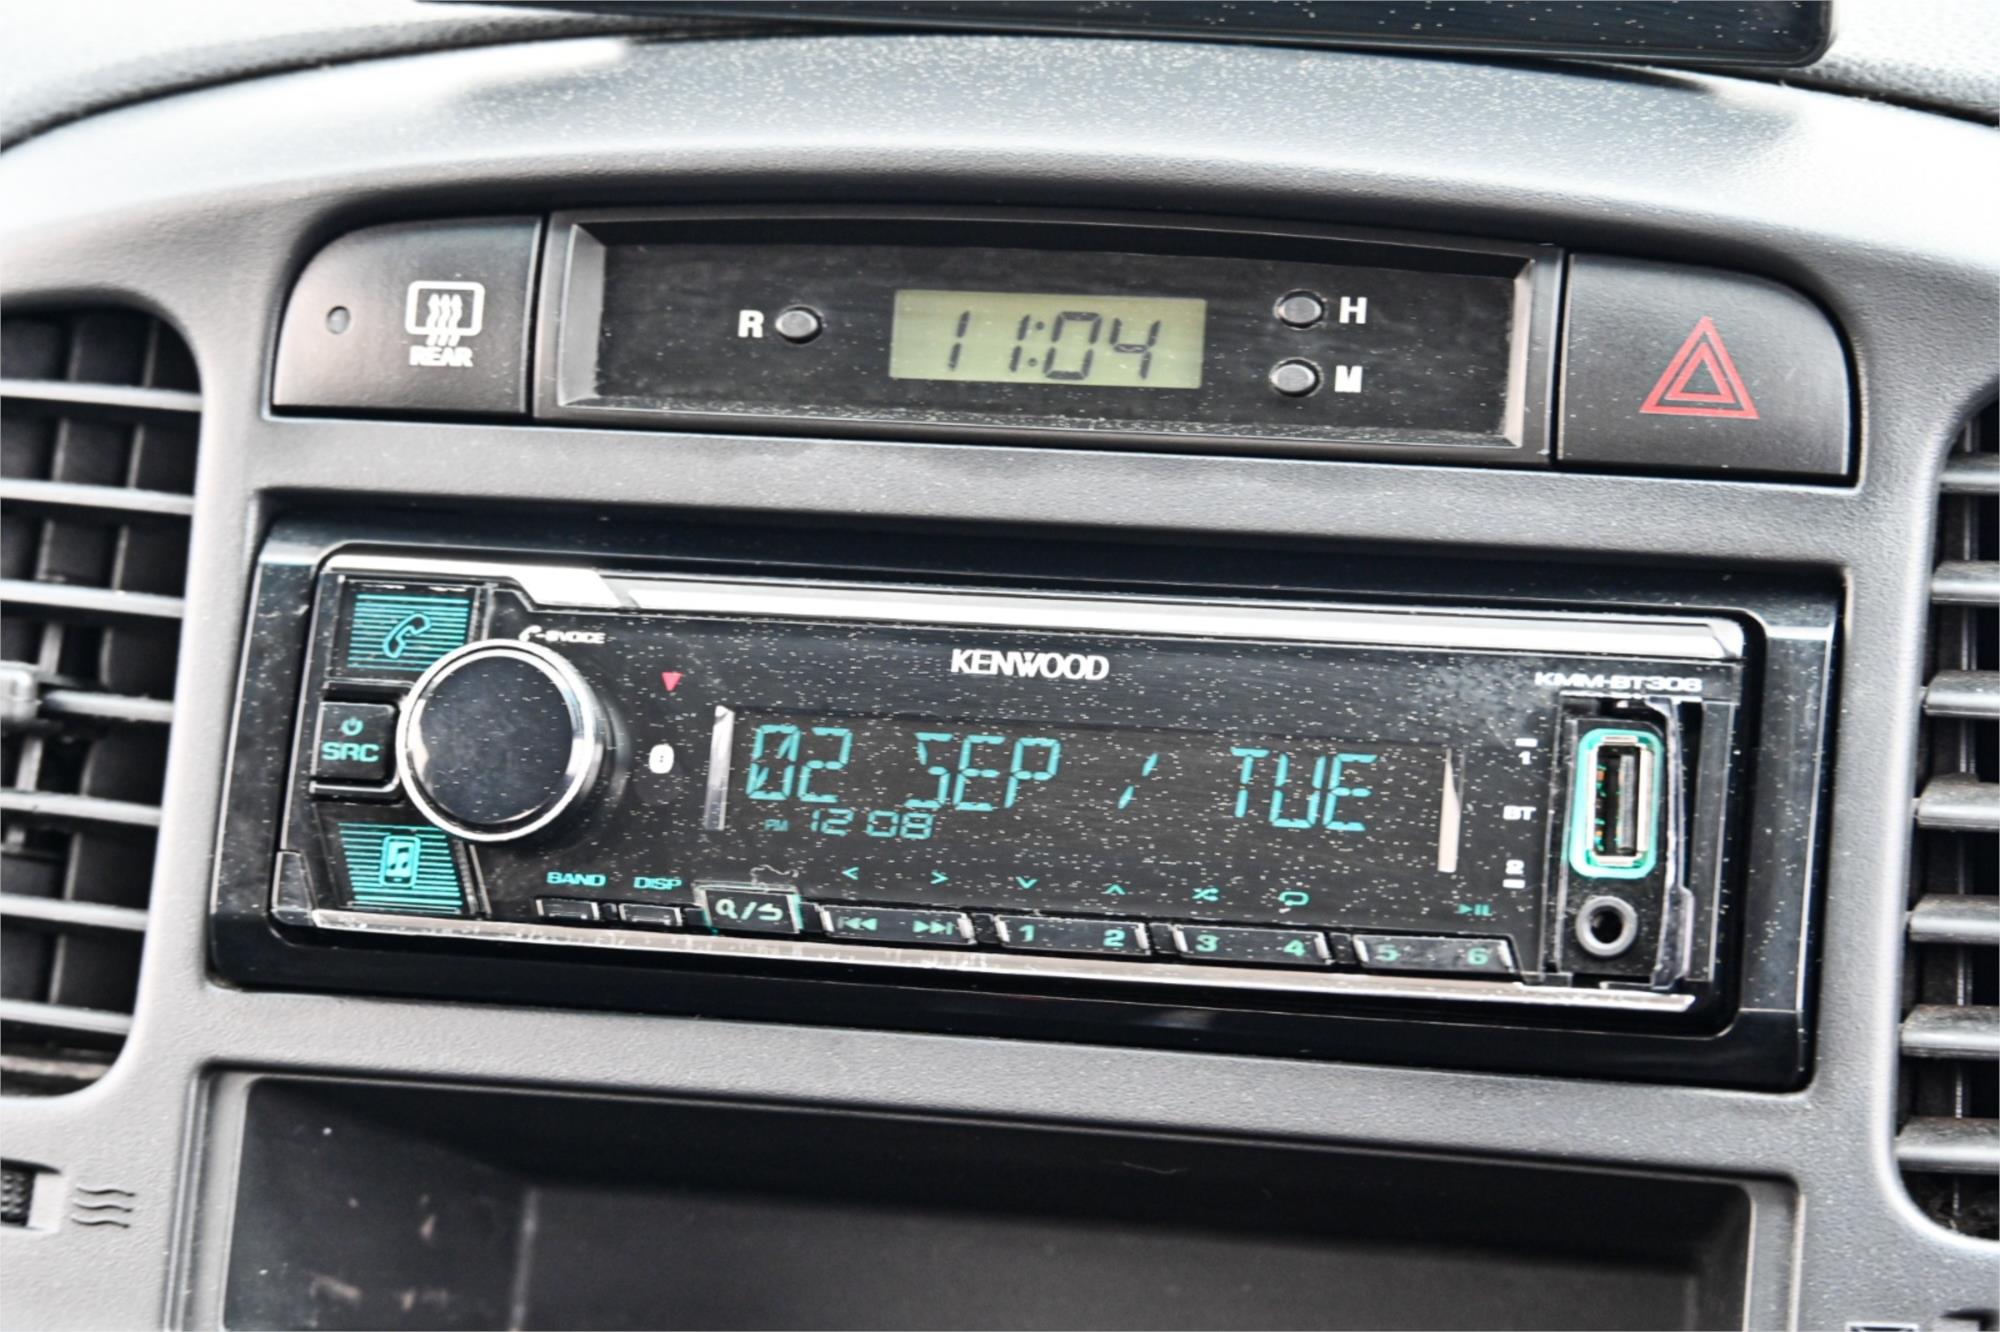 REAR
R
11:04
H
M
VOICE
KENWOOD
KMM-BT306
SRC
02 SEP / TUE
PM 12:08
1
BT
2
BAND DISP
Q/S
1 2 3 4 5 6